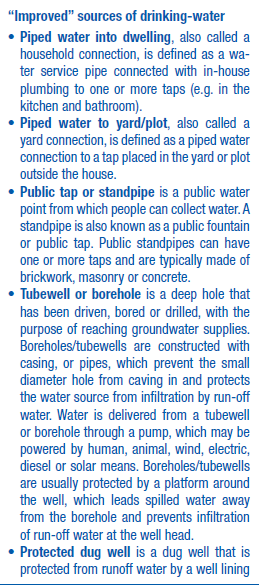 “Improved” sources of drinking-water
• Piped water into dwelling, also called a
household connection, is defined as a wa-
ter service pipe connected with in-house
plumbing to one or more taps (e.g. in the
kitchen and bathroom).
• Piped water to yard/plot, also called a
yard connection, is defined as a piped water
connection to a tap placed in the yard or plot
outside the house.
• Public tap or standpipe is a public water
point from which people can collect water. A
standpipe is also known as a public fountain
or public tap. Public standpipes can have
one or more taps and are typically made of
brickwork, masonry or concrete.
• Tubewell or borehole is a deep hole that
has been driven, bored or drilled, with the
purpose of reaching groundwater supplies.
Boreholes/tubewells are constructed with
casing, or pipes, which prevent the small
diameter hole from caving in and protects
the water source from infiltration by run-off
water. Water is delivered from a tubewell
or borehole through a pump, which may be
powered by human, animal, wind, electric,
diesel or solar means. Boreholes/tubewells
are usually protected by a platform around
the well, which leads spilled water away
from the borehole and prevents infiltration
of run-off water at the well head.
• Protected dug well is a dug well that is
protected from runoff water by a well lining